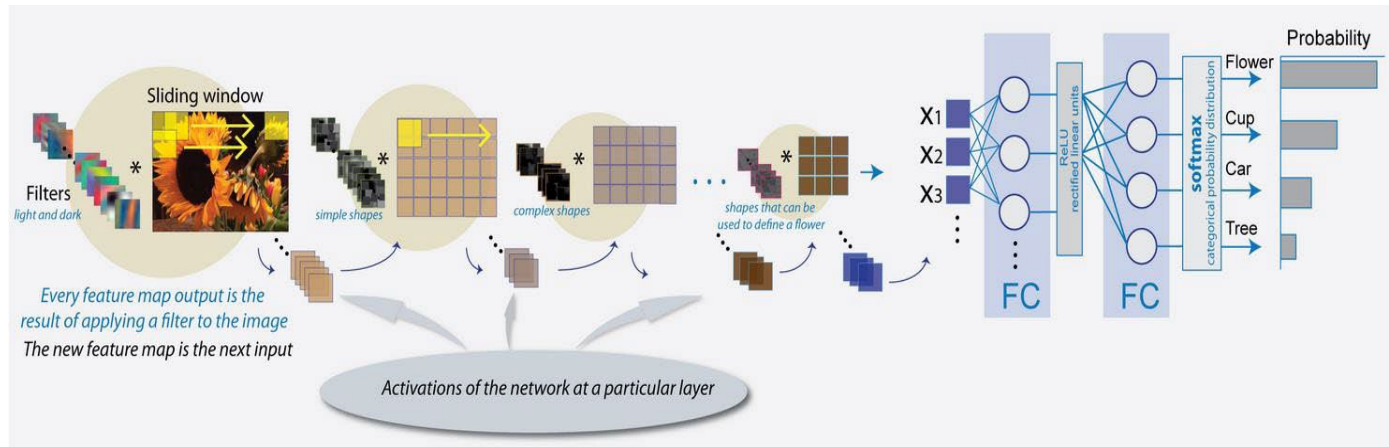 Sliding window
*
Filters
light and dark
*
simple shapes
*
complex shapes
*
shapes that can be
used to define a flower
X1
X2
X3
FC
ReLU
rectified linear units
FC
softmax
categorical probability distribution
Probability
Flower
Cup
Car
Tree
Every feature map output is the
result of applying a filter to the image
The new feature map is the next input
Activations of the network at a particular layer